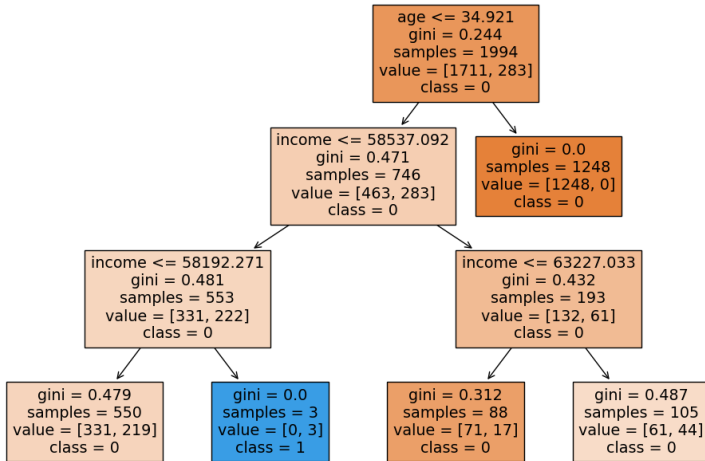 age <= 34.921
gini = 0.244
samples = 1994
value = [1711, 283]
class = 0
income <= 58537.092
gini = 0.471
samples = 746
value = [463, 283]
class = 0
gini = 0.0
samples = 1248
value = [1248, 0]
class = 0
income <= 58192.271
gini = 0.481
samples = 553
value = [331, 222]
class = 0
income <= 63227.033
gini = 0.432
samples = 193
value = [132, 61]
class = 0
gini = 0.479
samples = 550
value = [331, 219]
class = 0
gini = 0.0
samples = 3
value = [0, 3]
class = 1
gini = 0.312
samples = 88
value = [71, 17]
class = 0
gini = 0.487
samples = 105
value = [61, 44]
class = 0